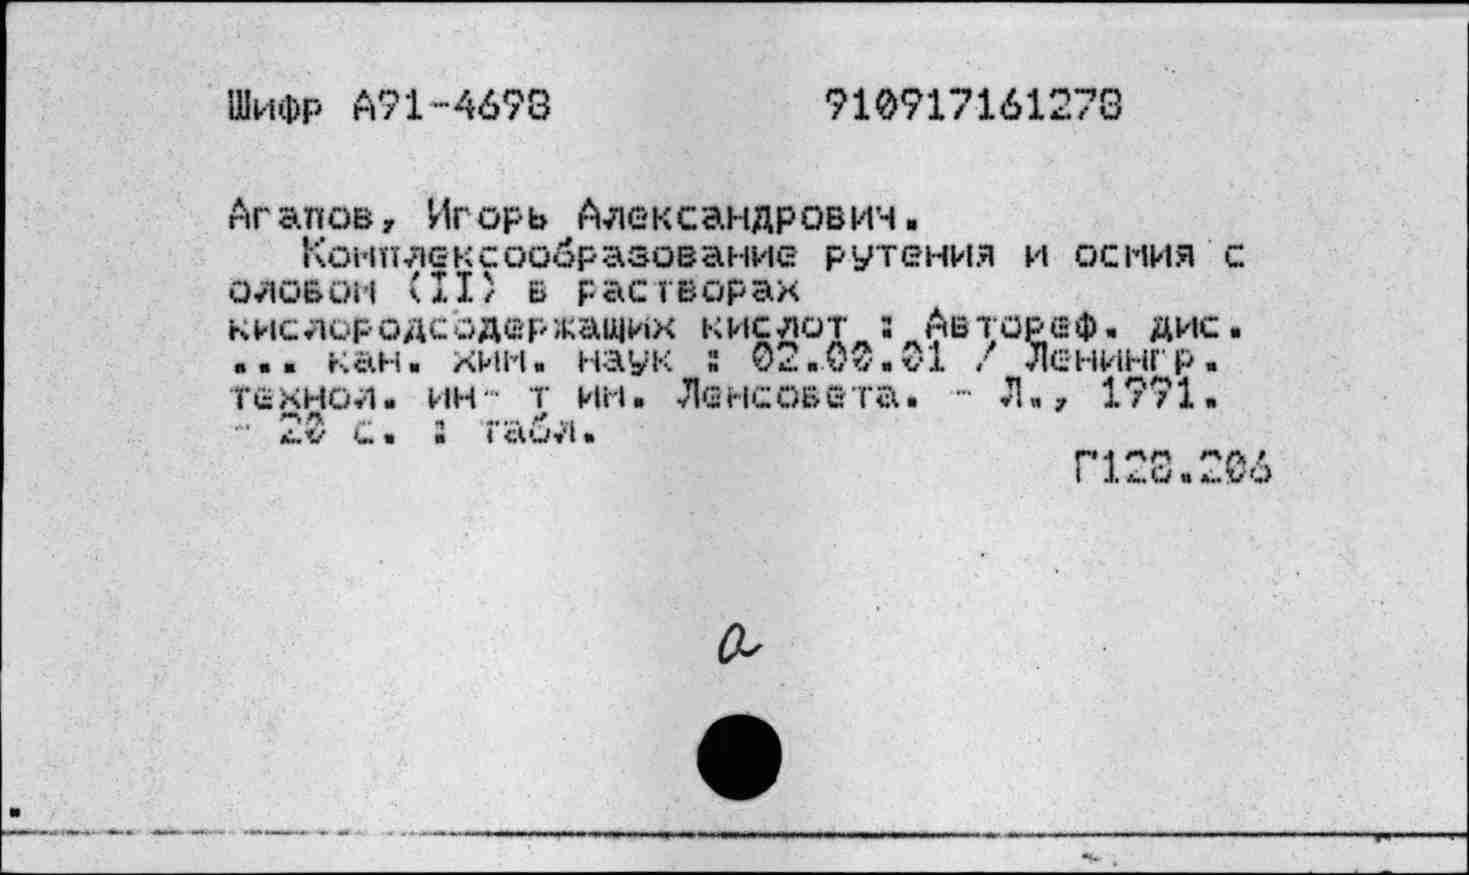 Шифр А91-4698 910917161278
Агапов, Игорь Александрович.
Комплексообразование рутения и осмия с
оловом (II) в растворах
кислородсодержащих кислот : Автореф. дис.
... кан. хим. наук : 02.00.01 / Ленингр.
технол. ин- т им. Ленсовета. - Л., 1991.
- 20 с. : табл.
Г128.206
а